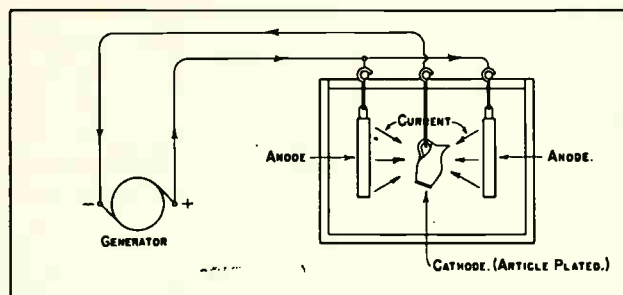 CURRENT
ANODE
ANODE.
− +
GENERATOR
CATHODE. (ARTICLE PLATED.)